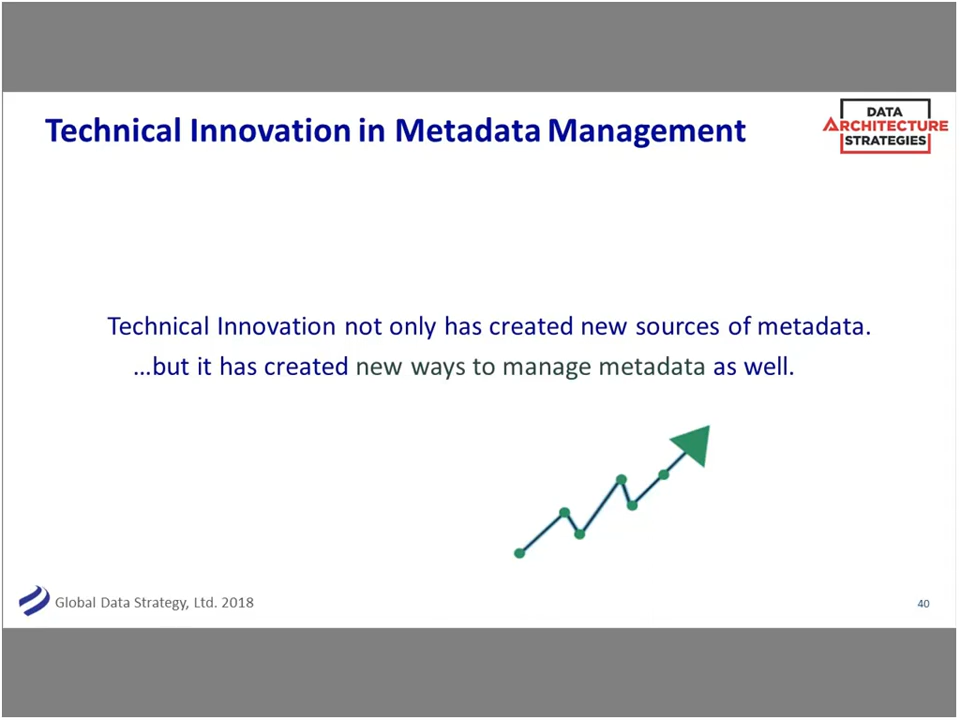 Technical Innovation in Metadata Management
DATA
ARCHITECTURE
STRATEGIES
Technical Innovation not only has created new sources of metadata.
...but it has created new ways to manage metadata as well.
Global Data Strategy, Ltd. 2018
40